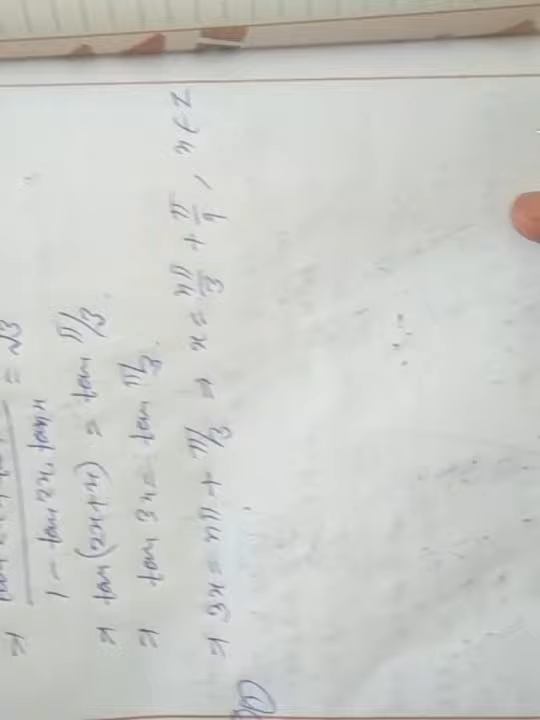 ⇒ = √3
1 - tan 2x. tan x
⇒ tan(2x+x) = tan π/3.
⇒ tan 3x = tan π/3.
⇒ 3x = nπ + π/3 ⇒ x = nπ/3 + π/9, n ∈ Z